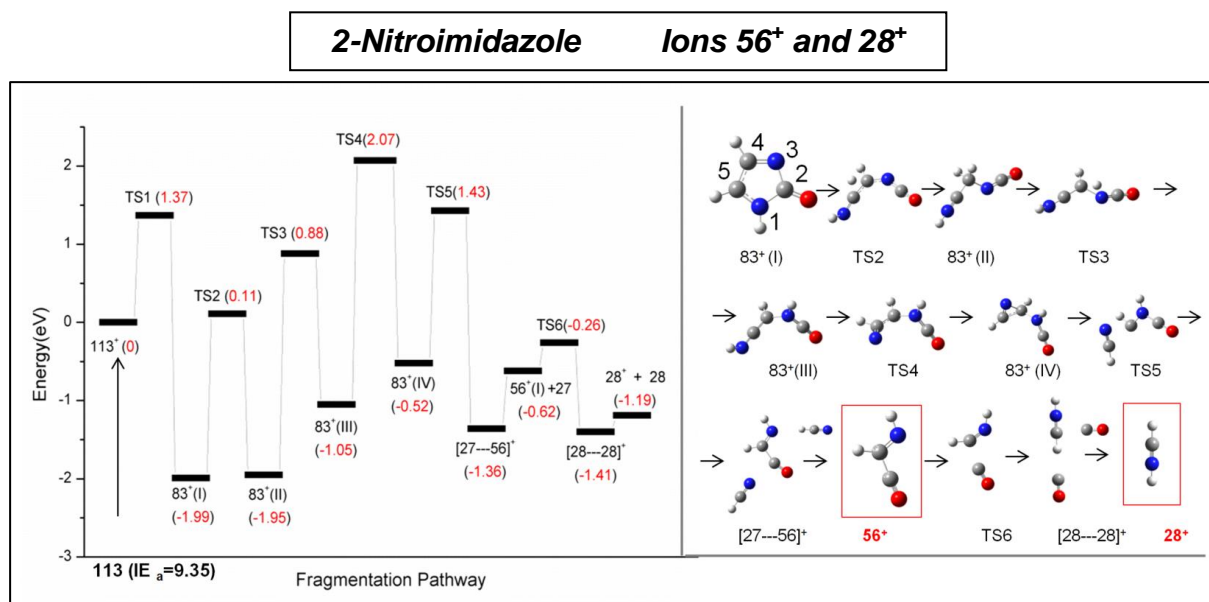 2-Nitroimidazole Ions 56⁺ and 28⁺
Energy(eV)
2
1
0
-1
-2
-3
113⁺(0)
TS1 (1.37)
83⁺(I)
(-1.99)
TS2 (0.11)
83⁺(II)
(-1.95)
TS3 (0.88)
83⁺(III)
(-1.05)
TS4(2.07)
83⁺(IV)
(-0.52)
TS5(1.43)
[27---56]⁺
(-1.36)
56⁺(I) +27
(-0.62)
TS6(-0.26)
[28---28]⁺
(-1.41)
28⁺ + 28
(-1.19)
113 (IE a=9.35)
Fragmentation Pathway
4
3
5
2
1
83⁺ (I)
TS2
83⁺ (II)
TS3
83⁺(III)
TS4
83⁺ (IV)
TS5
[27---56]⁺
56⁺
TS6
[28---28]⁺
28⁺